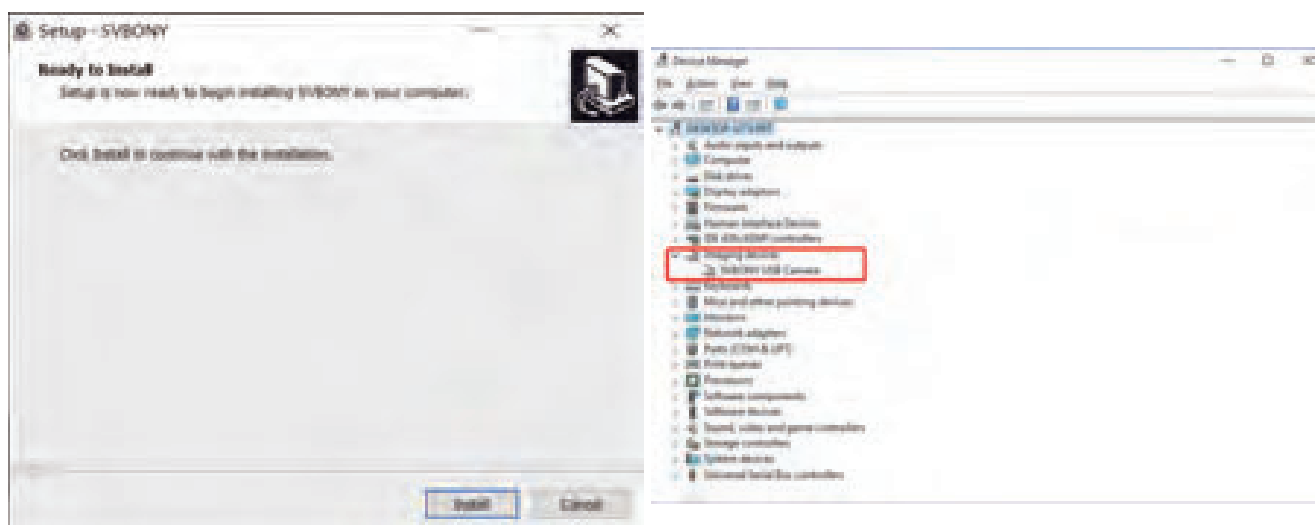 Setup - SVBONY
Ready to Install
Setup is now ready to begin installing SVBONY on your computer.
Click Install to continue with the installation.
Install
Cancel
Device Manager
File Action View Help
Audio inputs and outputs
Computer
Disk drives
Display adapters
Firmware
Human Interface Devices
IDE ATA/ATAPI controllers
Imaging devices
SVBONY USB Camera
Keyboards
Mice and other pointing devices
Monitors
Network adapters
Ports (COM & LPT)
Print queues
Processors
Software components
Software devices
Sound, video and game controllers
Storage controllers
System devices
Universal Serial Bus controllers